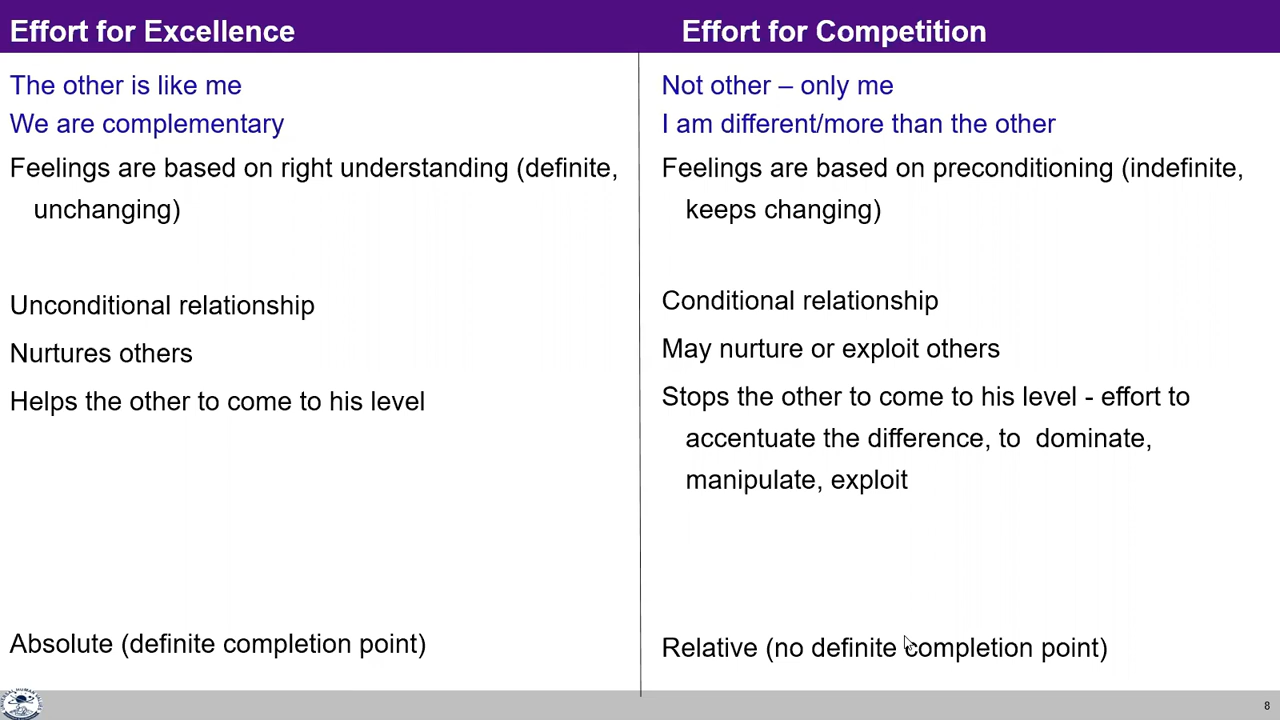 Effort for Excellence
The other is like me
We are complementary
Feelings are based on right understanding (definite,
unchanging)
Unconditional relationship
Nurtures others
Helps the other to come to his level
Absolute (definite completion point)
Effort for Competition
Not other – only me
I am different/more than the other
Feelings are based on preconditioning (indefinite,
keeps changing)
Conditional relationship
May nurture or exploit others
Stops the other to come to his level - effort to
accentuate the difference, to dominate,
manipulate, exploit
Relative (no definite completion point)
8